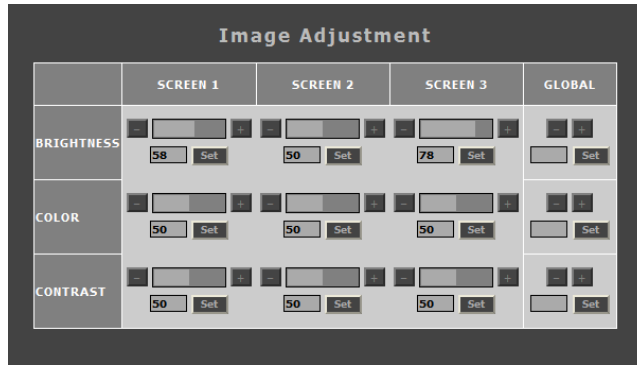 Image Adjustment
SCREEN 1 SCREEN 2 SCREEN 3 GLOBAL
BRIGHTNESS
- + - + - + - +
58 Set 50 Set 78 Set Set
COLOR
- + - + - + - +
50 Set 50 Set 50 Set Set
CONTRAST
- + - + - + - +
50 Set 50 Set 50 Set Set